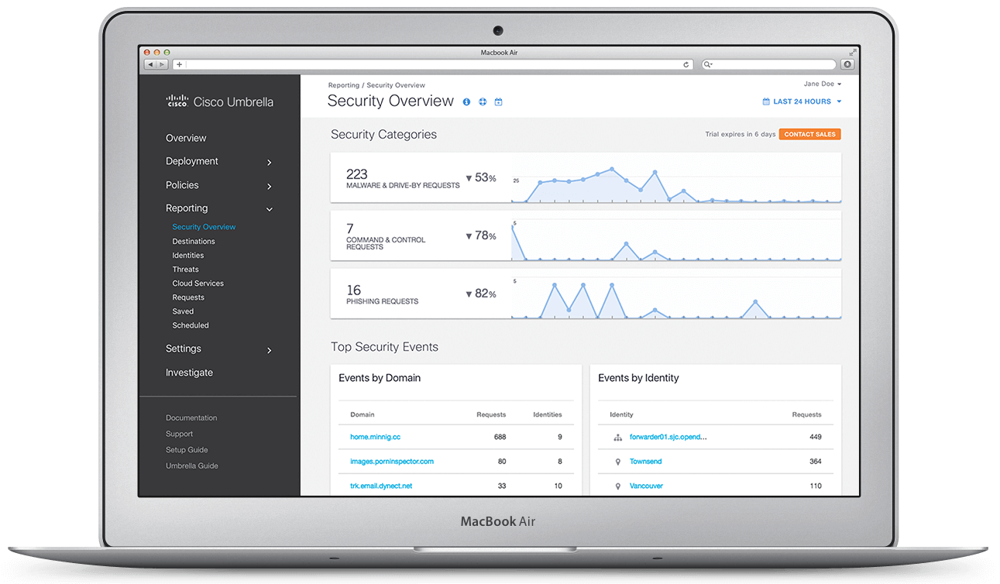 Macbook Air
cisco Cisco Umbrella
Overview
Deployment
Policies
Reporting
Security Overview
Destinations
Identities
Threats
Cloud Services
Requests
Saved
Scheduled
Settings
Investigate
Documentation
Support
Setup Guide
Umbrella Guide
Reporting / Security Overview
Jane Doe
Security Overview
LAST 24 HOURS
Security Categories
Trial expires in 6 days CONTACT SALES
223
MALWARE & DRIVE-BY REQUESTS
▼ 53%
25
7
COMMAND & CONTROL
REQUESTS
▼ 78%
5
16
PHISHING REQUESTS
▼ 82%
5
Top Security Events
Events by Domain
Domain Requests Identities
home.minnig.cc 688 9
images.porninspector.com 80 8
trk.email.dynect.net 33 10
Events by Identity
Identity Requests
forwarder01.sjc.opend... 449
Townsend 364
Vancouver 110
MacBook Air